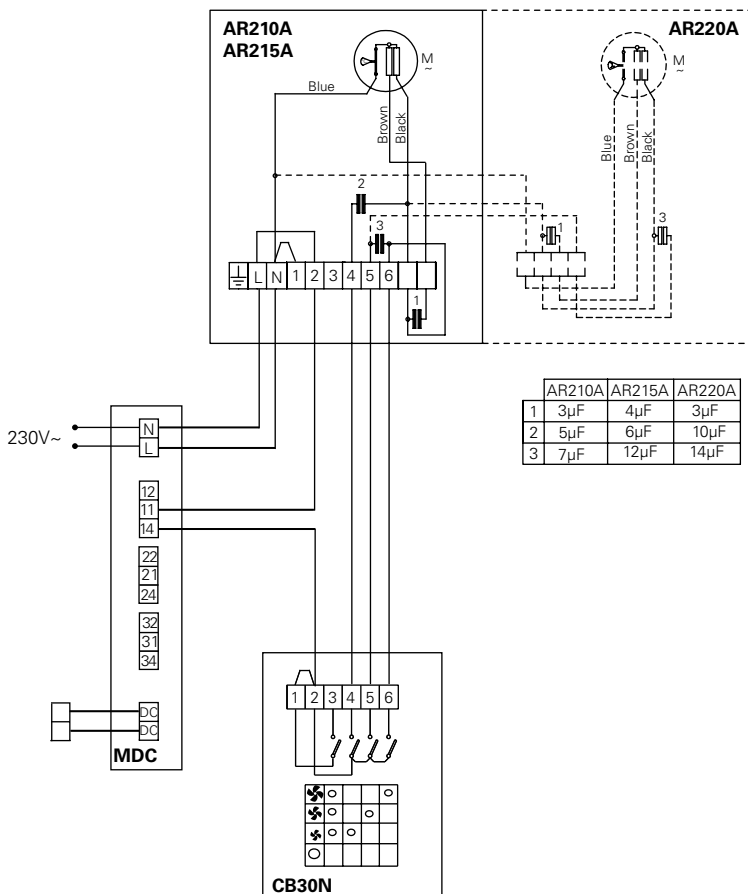 AR210A
AR215A
AR220A
M
~
M
~
Blue
Brown
Black
Blue
Brown
Black
2
3
1
3
L N 1 2 3 4 5 6
1
AR210A AR215A AR220A
1 3µF 4µF 3µF
2 5µF 6µF 10µF
3 7µF 12µF 14µF
230V~
N
L
12
11
14
22
21
24
32
31
34
DC
DC
MDC
1 2 3 4 5 6
CB30N